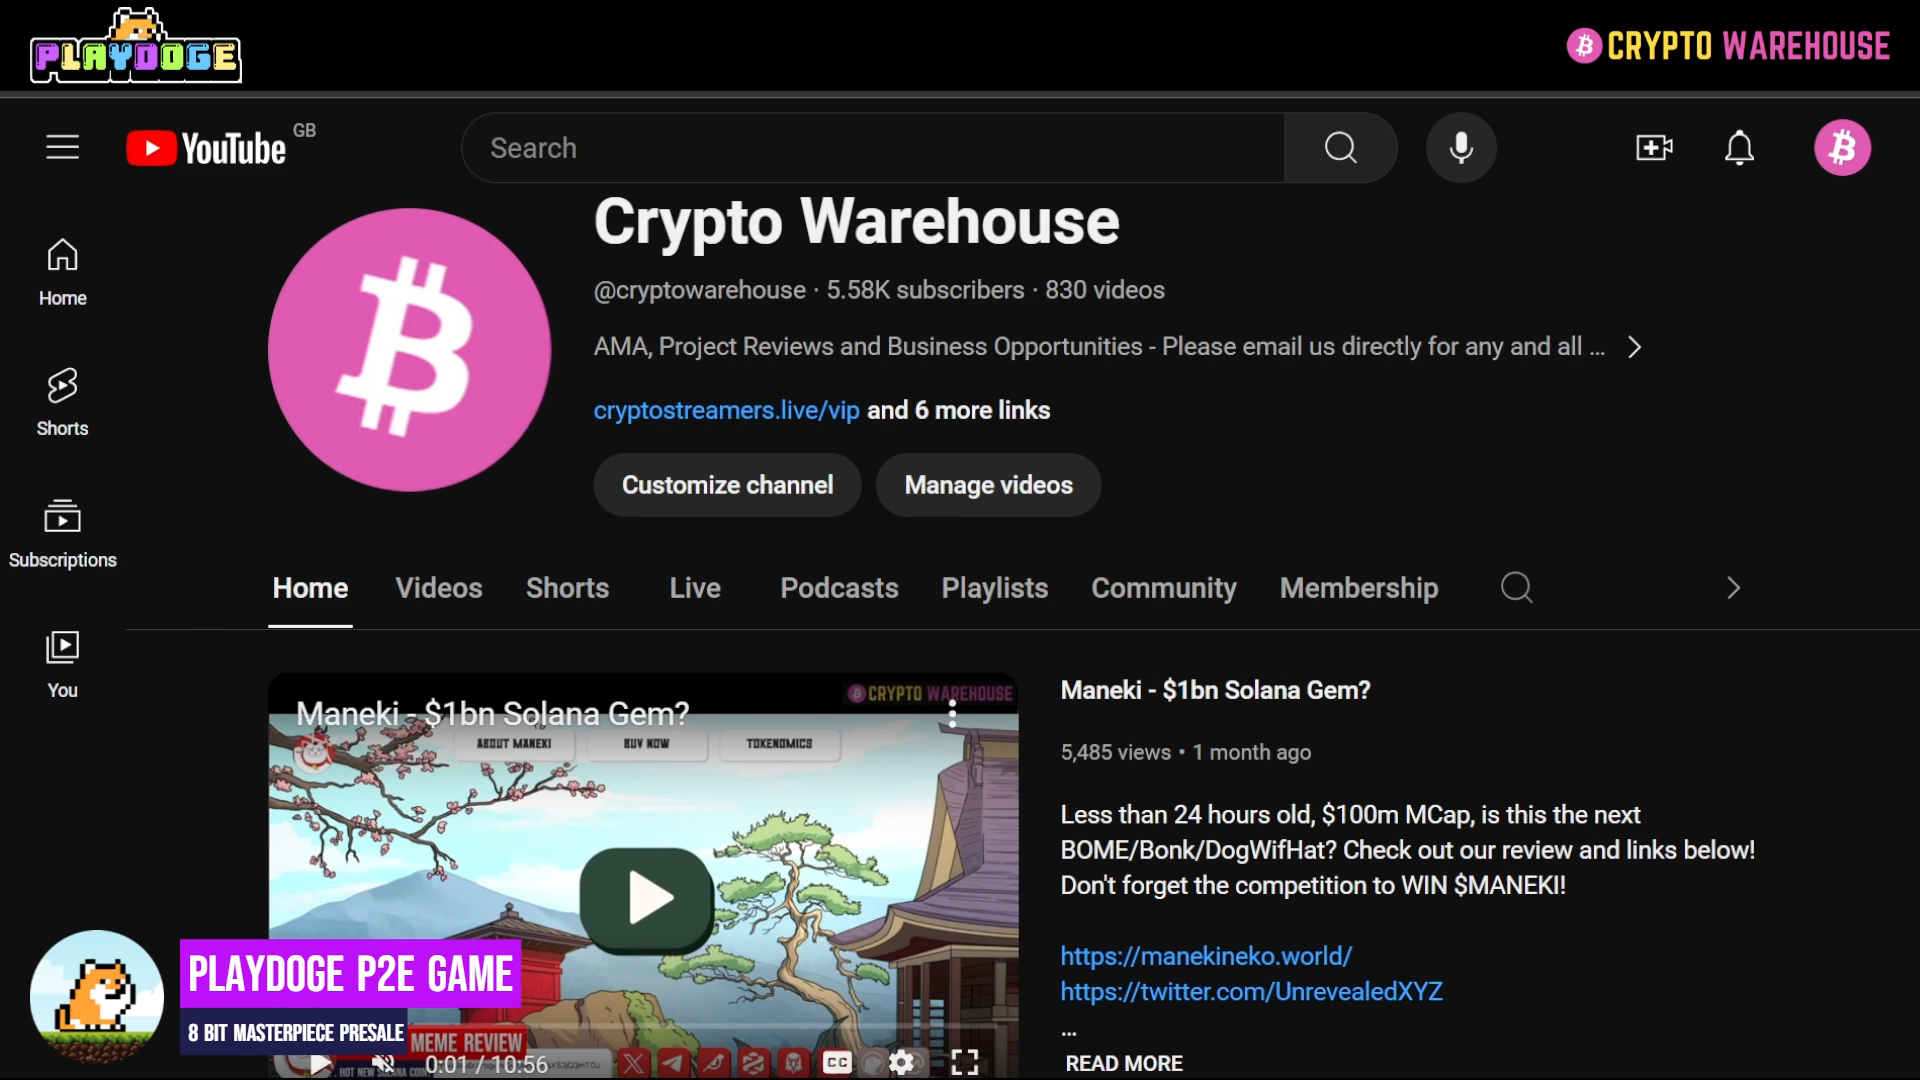 PLAYDOGE
CRYPTO WAREHOUSE
YouTube GB
Search
Home
Shorts
Subscriptions
You
Crypto Warehouse
@cryptowarehouse · 5.58K subscribers · 830 videos
AMA, Project Reviews and Business Opportunities - Please email us directly for any and all ...
cryptostreamers.live/vip and 6 more links
Customize channel
Manage videos
Home
Videos
Shorts
Live
Podcasts
Playlists
Community
Membership
CRYPTO WAREHOUSE
Maneki - $1bn Solana Gem?
ABOUT MANEKI
BUY NOW
TOKENOMICS
Maneki - $1bn Solana Gem?
5,485 views • 1 month ago
Less than 24 hours old, $100m MCap, is this the next
BOME/Bonk/DogWifHat? Check out our review and links below!
Don't forget the competition to WIN $MANEKI!
https://manekineko.world/
https://twitter.com/UnrevealedXYZ
...
READ MORE
PLAYDOGE P2E GAME
8 BIT MASTERPIECE PRESALE
MEME REVIEW
0:01 / 10:56
CC
HOT NEW SOLANA COIN